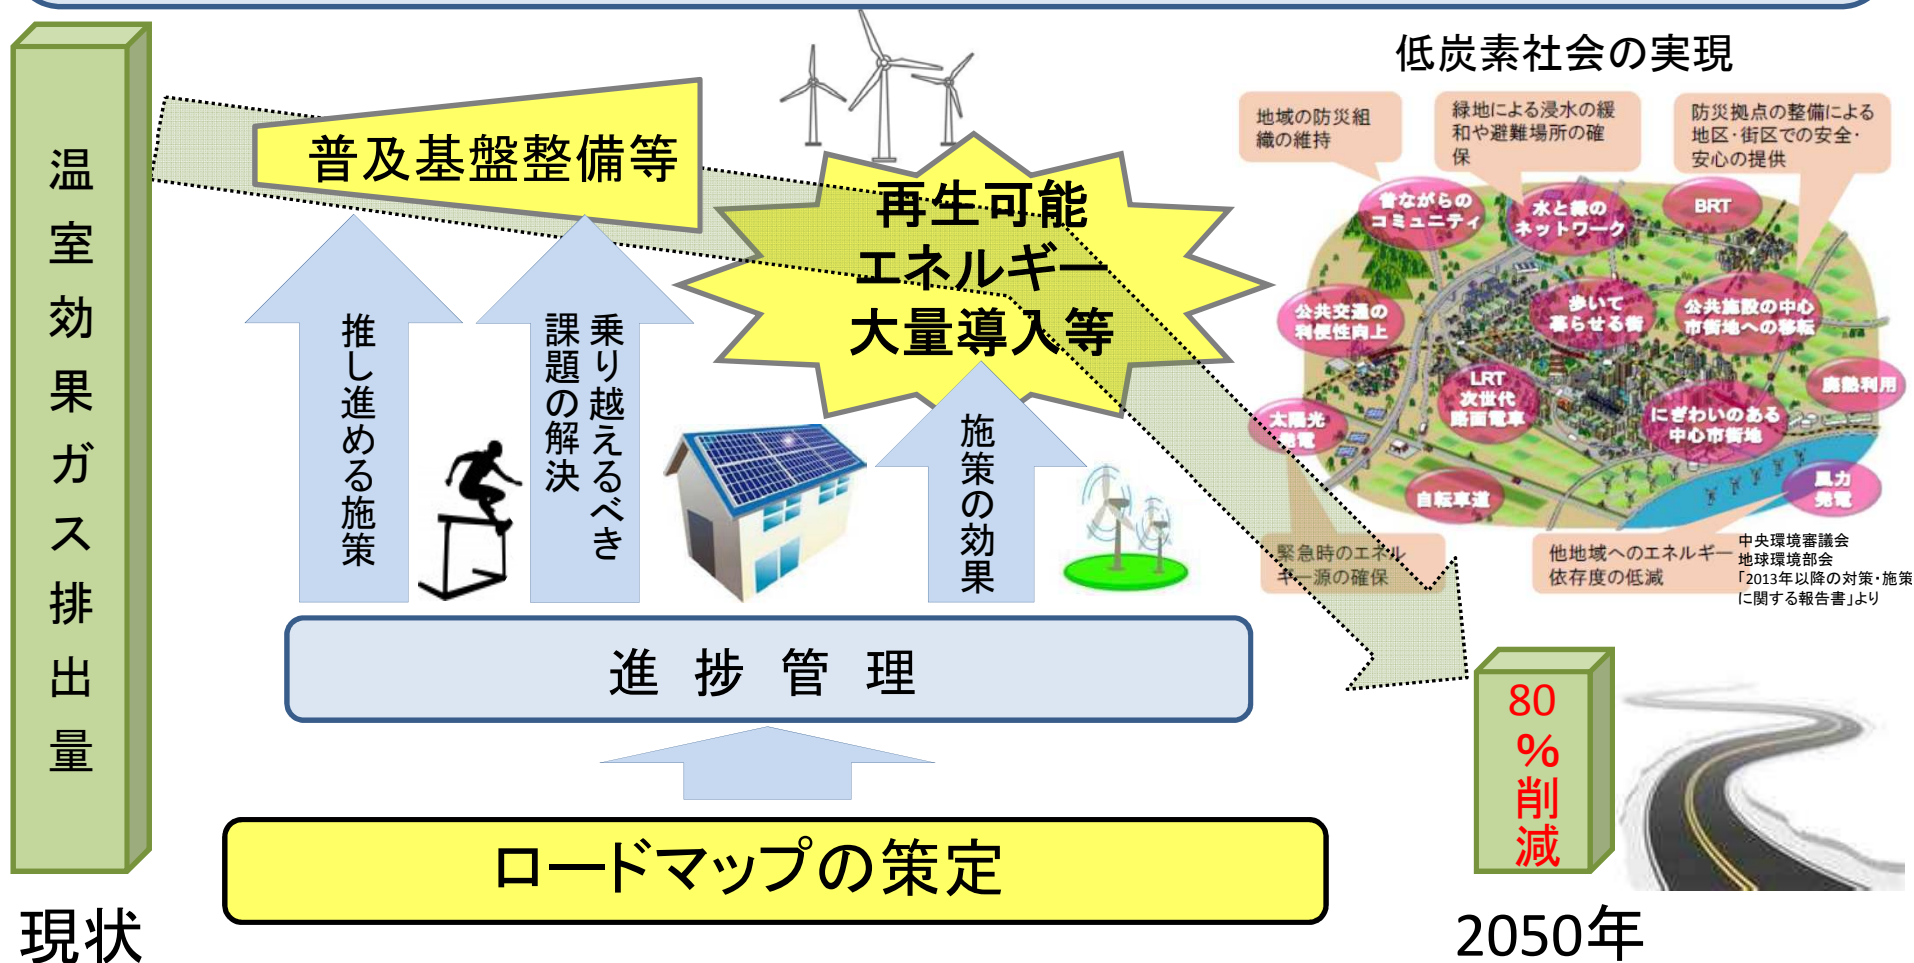 低炭素社会の実現
温室効果ガス排出量
普及基盤整備等
再生可能
エネルギー
大量導入等
推し進める施策
乗り越えるべき
課題の解決
施策の効果
進捗管理
ロードマップの策定
現状
地域の防災組
織の維持
緑地による浸水の緩
和や避難場所の確
保
防災拠点の整備による
地区・街区での安全・
安心の提供
昔ながらの
コミュニティ
水と緑の
ネットワーク
BRT
公共交通の
利便性向上
歩いて
暮らせる街
公共施設の中心
市街地への移転
LRT
次世代
路面電車
にぎわいのある
中心市街地
廃熱利用
太陽光
発電
自転車道
風力
発電
緊急時のエネル
ギー源の確保
他地域へのエネルギー
依存度の低減
中央環境審議会
地球環境部会
「2013年以降の対策・施策
に関する報告書」より
80
%
削
減
2050年